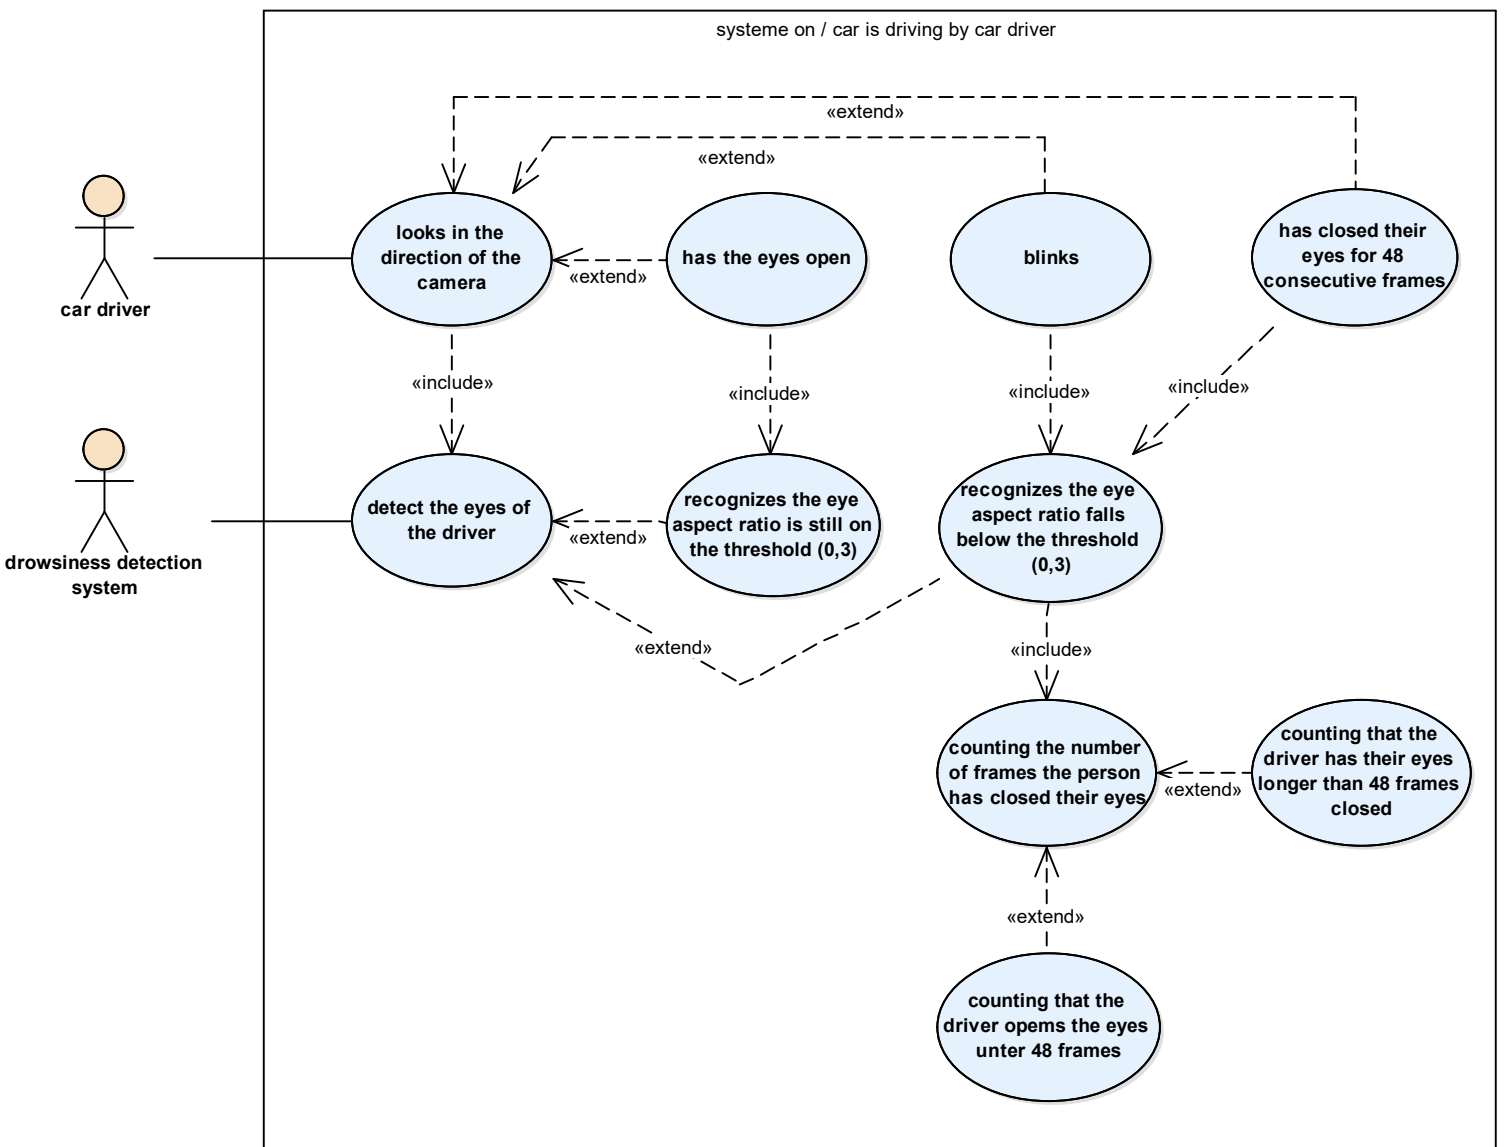 systeme on / car is driving by car driver
«extend»
«extend»
looks in the
direction of the
camera
«extend»
has the eyes open
blinks
has closed their
eyes for 48
consecutive frames
car driver
«include»
«include»
«include»
«include»
detect the eyes of
the driver
«extend»
recognizes the eye
aspect ratio is still on
the threshold (0,3)
recognizes the eye
aspect ratio falls
below the threshold
(0,3)
drowsiness detection
system
«extend»
«include»
counting the number
of frames the person
has closed their eyes
«extend»
counting that the
driver has their eyes
longer than 48 frames
closed
«extend»
counting that the
driver opems the eyes
unter 48 frames